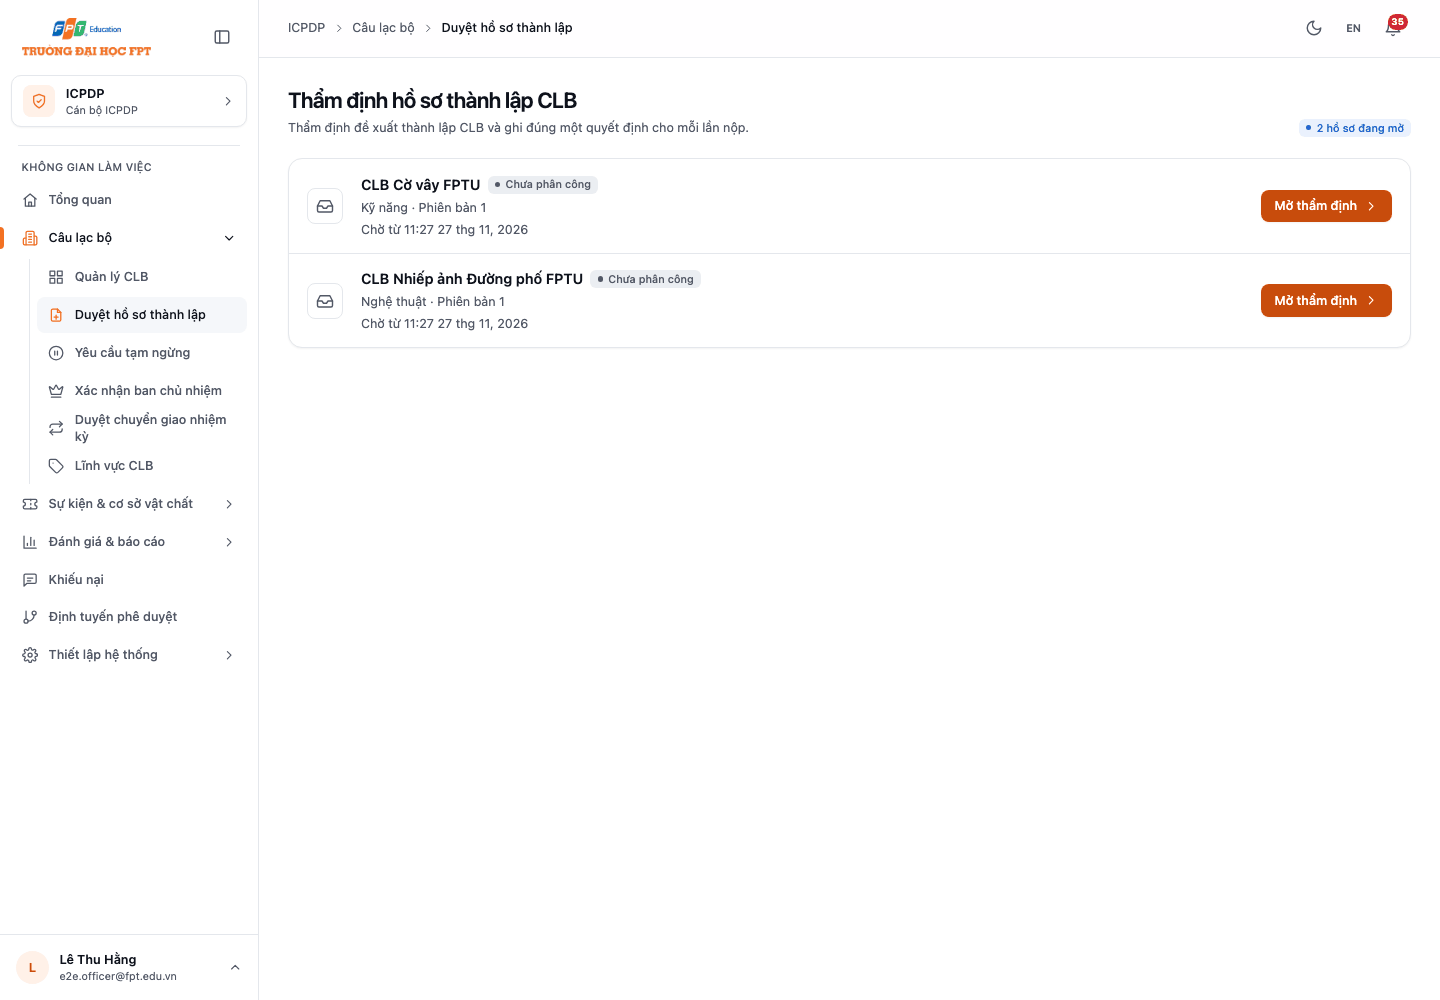 FPT Education
TRƯỜNG ĐẠI HỌC FPT
ICPDP
Cán bộ ICPDP
KHÔNG GIAN LÀM VIỆC
Tổng quan
Câu lạc bộ
Quản lý CLB
Duyệt hồ sơ thành lập
Yêu cầu tạm ngừng
Xác nhận ban chủ nhiệm
Duyệt chuyển giao nhiệm
kỳ
Lĩnh vực CLB
Sự kiện & cơ sở vật chất
Đánh giá & báo cáo
Khiếu nại
Định tuyến phê duyệt
Thiết lập hệ thống
L
Lê Thu Hằng
e2e.officer@fpt.edu.vn
ICPDP Câu lạc bộ Duyệt hồ sơ thành lập
EN
35
Thẩm định hồ sơ thành lập CLB
Thẩm định đề xuất thành lập CLB và ghi đúng một quyết định cho mỗi lần nộp.
2 hồ sơ đang mở
CLB Cờ vây FPTU Chưa phân công
Kỹ năng · Phiên bản 1
Chờ từ 11:27 27 thg 11, 2026
Mở thẩm định
CLB Nhiếp ảnh Đường phố FPTU Chưa phân công
Nghệ thuật · Phiên bản 1
Chờ từ 11:27 27 thg 11, 2026
Mở thẩm định